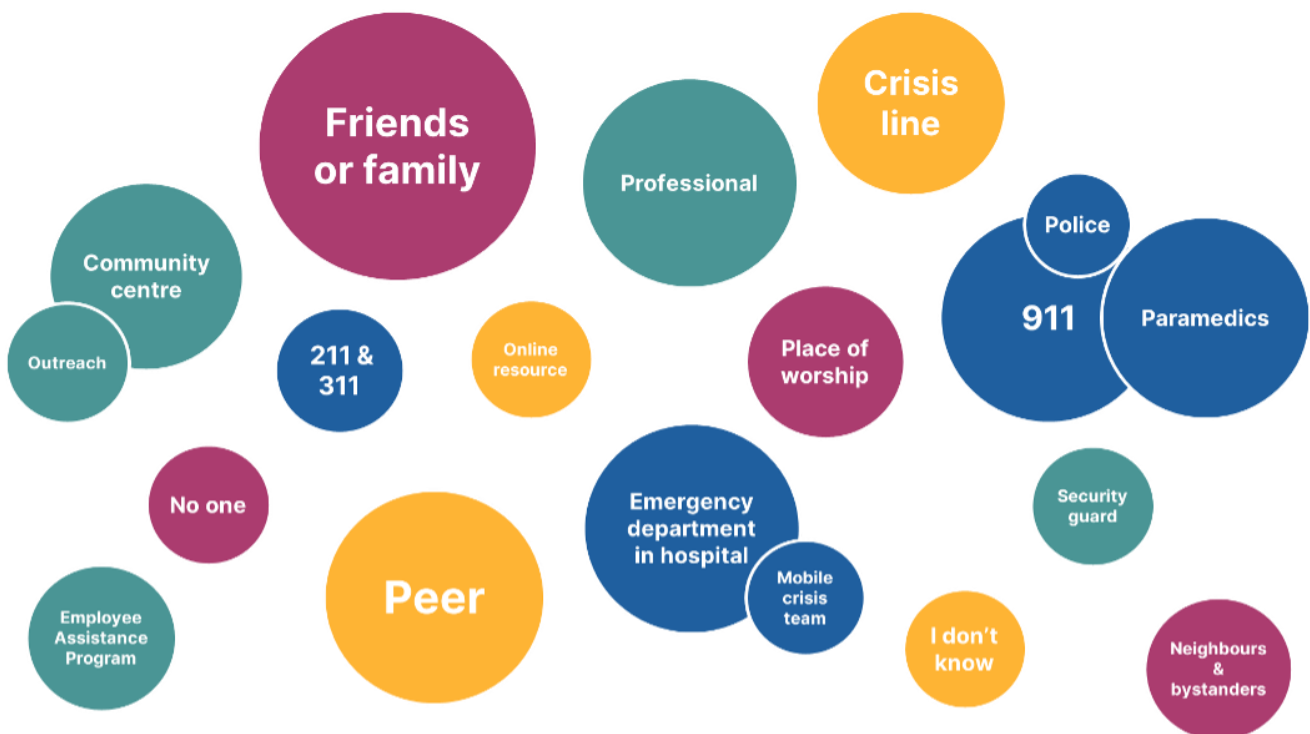 Friends
or family
Professional
Crisis
line
Police
911
Paramedics
Community
centre
Outreach
211 &
311
Online
resource
Place of
worship
No one
Peer
Emergency
department
in hospital
Mobile
crisis
team
Security
guard
Employee
Assistance
Program
I don’t
know
Neighbours
&
bystanders